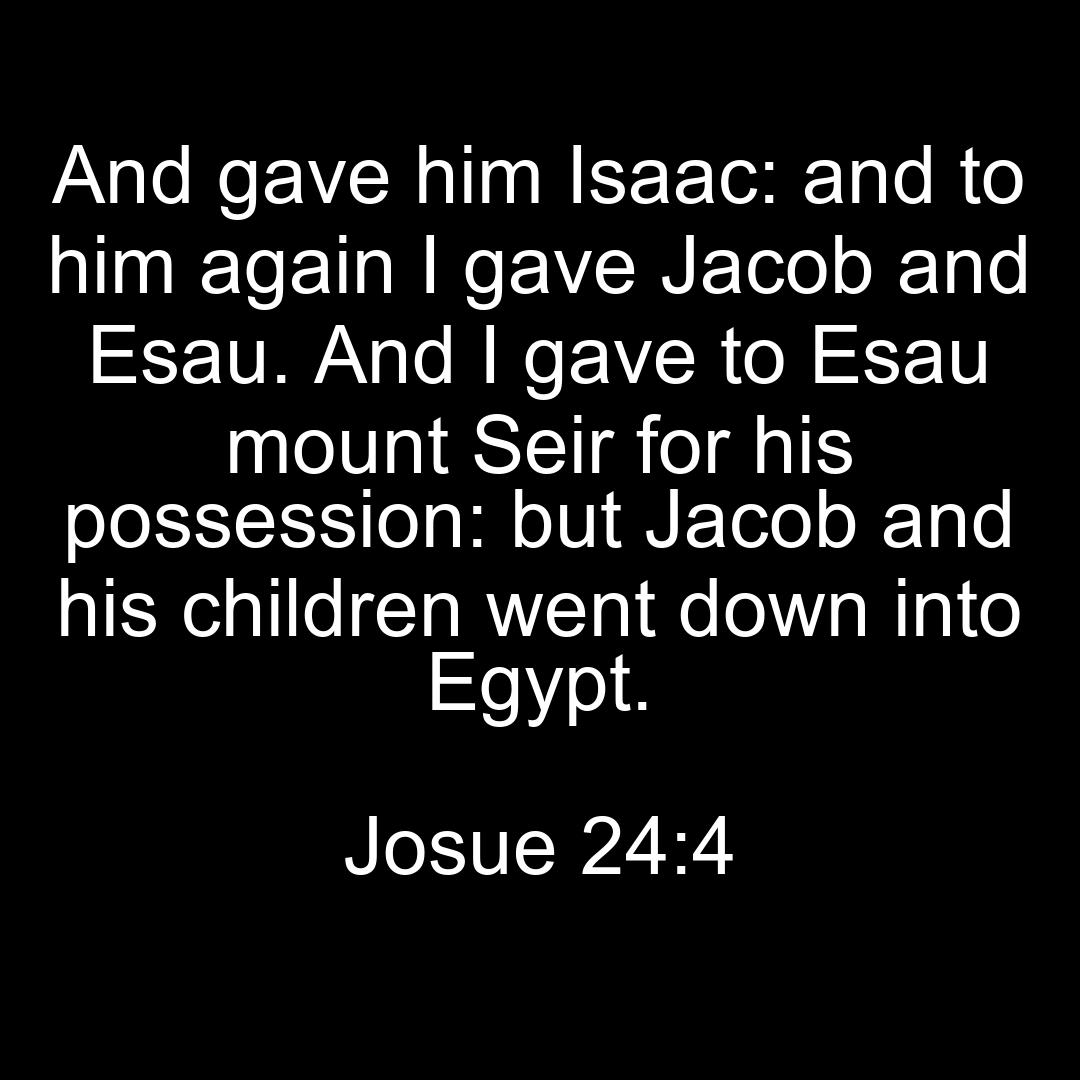 And gave him Isaac: and to
him again I gave Jacob and
Esau. And I gave to Esau
mount Seir for his
possession: but Jacob and
his children went down into
Egypt.
Josue 24:4